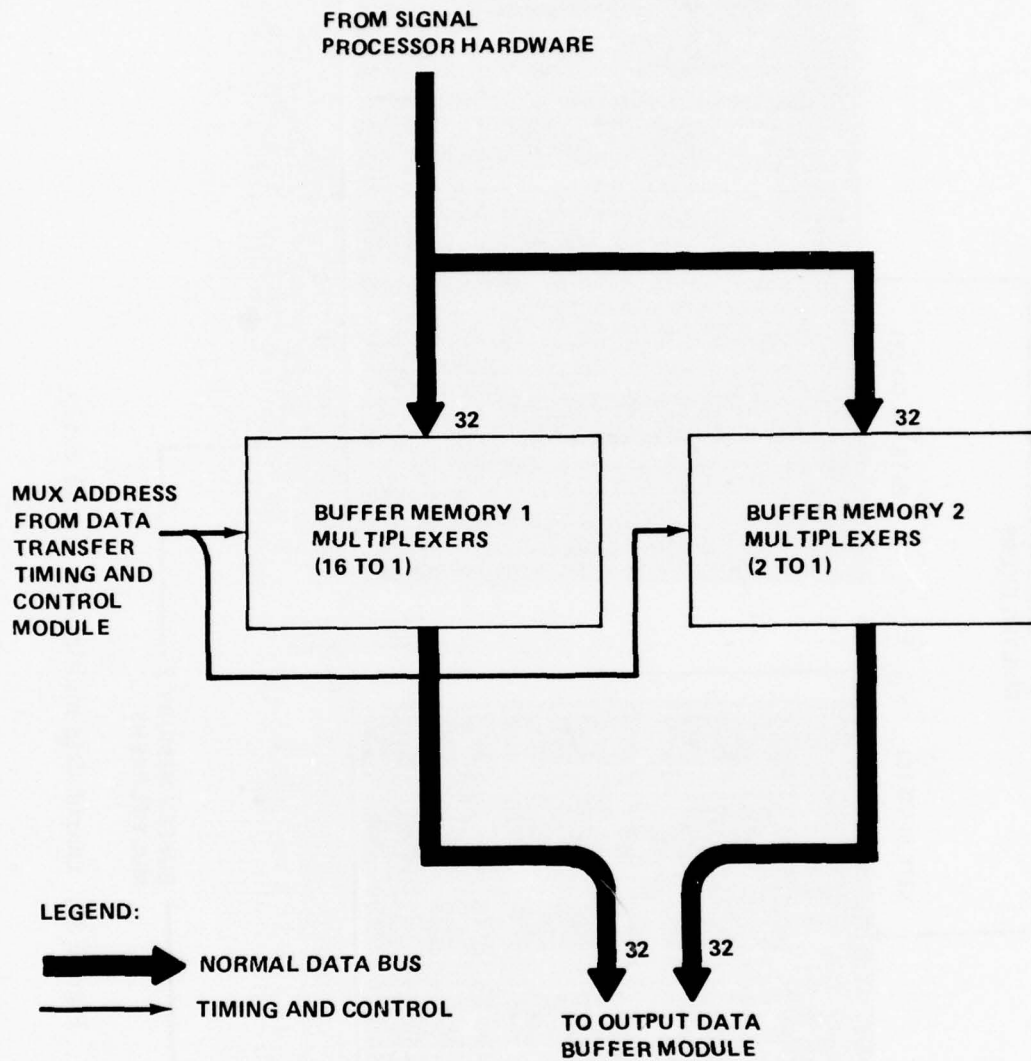 FROM SIGNAL
PROCESSOR HARDWARE
32
32
MUX ADDRESS
FROM DATA
TRANSFER
TIMING AND
CONTROL
MODULE
BUFFER MEMORY 1
MULTIPLEXERS
(16 TO 1)
BUFFER MEMORY 2
MULTIPLEXERS
(2 TO 1)
LEGEND:
NORMAL DATA BUS
TIMING AND CONTROL
32
32
TO OUTPUT DATA
BUFFER MODULE